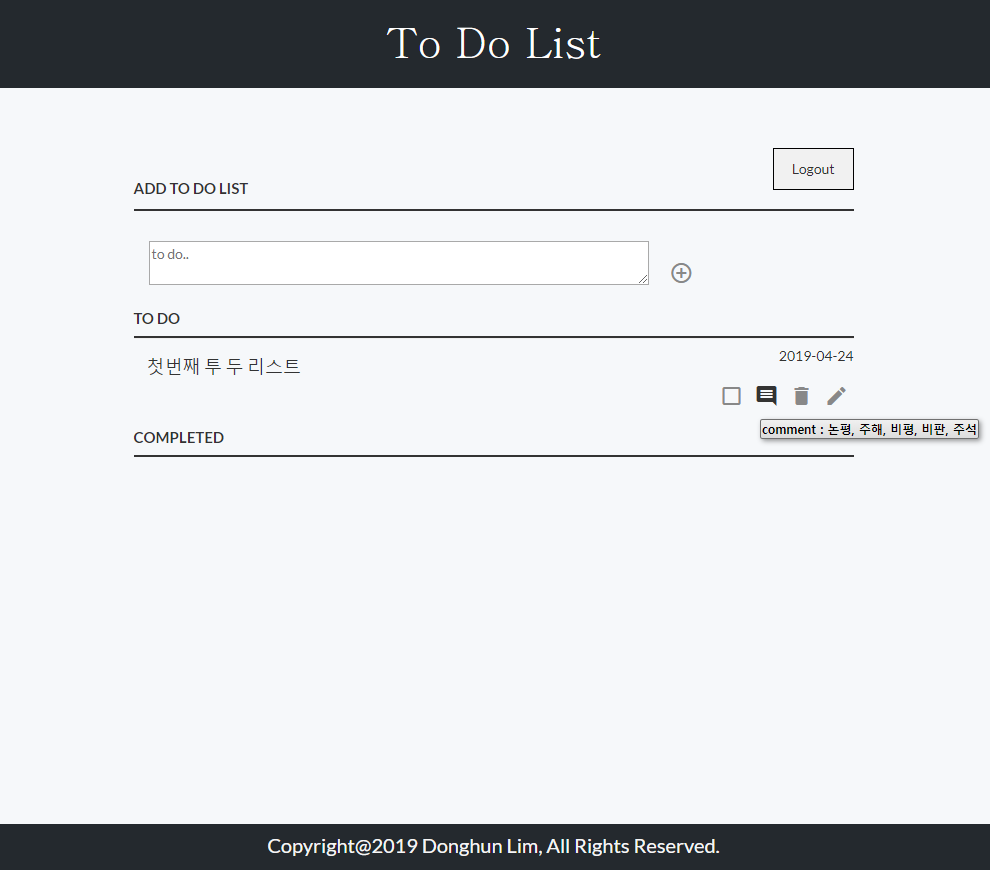 To Do List
Logout
ADD TO DO LIST
to do..
TO DO
첫번째 투 두 리스트
2019-04-24
comment : 논평, 주해, 비평, 비판, 주석
COMPLETED
Copyright@2019 Donghun Lim, All Rights Reserved.